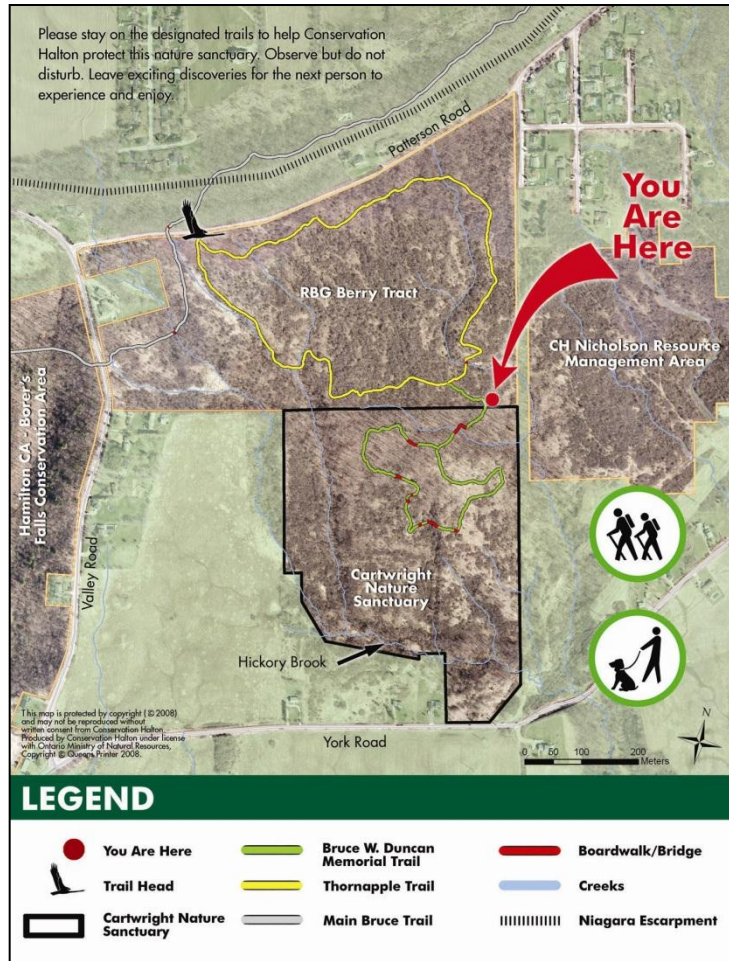 Please stay on the designated trails to help Conservation
Halton protect this nature sanctuary. Observe but do not
disturb. Leave exciting discoveries for the next person to
experience and enjoy.
Patterson Road
You
Are
Here
RBG Berry Tract
CH Nicholson Resource
Management Area
Hamilton CA - Borer's
Falls Conservation Area
Valley Road
Cartwright
Nature
Sanctuary
Hickory Brook
This map is protected by copyright (© 2008)
and may not be reproduced without
written consent from Conservation Halton.
Produced by Conservation Halton under license
with Ontario Ministry of Natural Resources,
Copyright © Queens Printer 2008.
York Road
N
0 50 100 200
Meters
LEGEND
You Are Here
Bruce W. Duncan
Memorial Trail
Boardwalk/Bridge
Trail Head
Thornapple Trail
Creeks
Cartwright Nature
Sanctuary
Main Bruce Trail
Niagara Escarpment